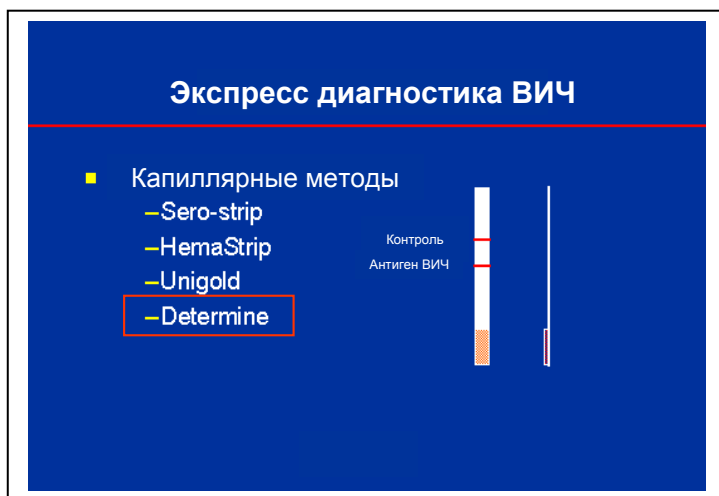 Экспресс диагностика ВИЧ
Капиллярные методы
–Sero-strip
–HemaStrip
–Unigold
–Determine
Контроль
Антиген ВИЧ